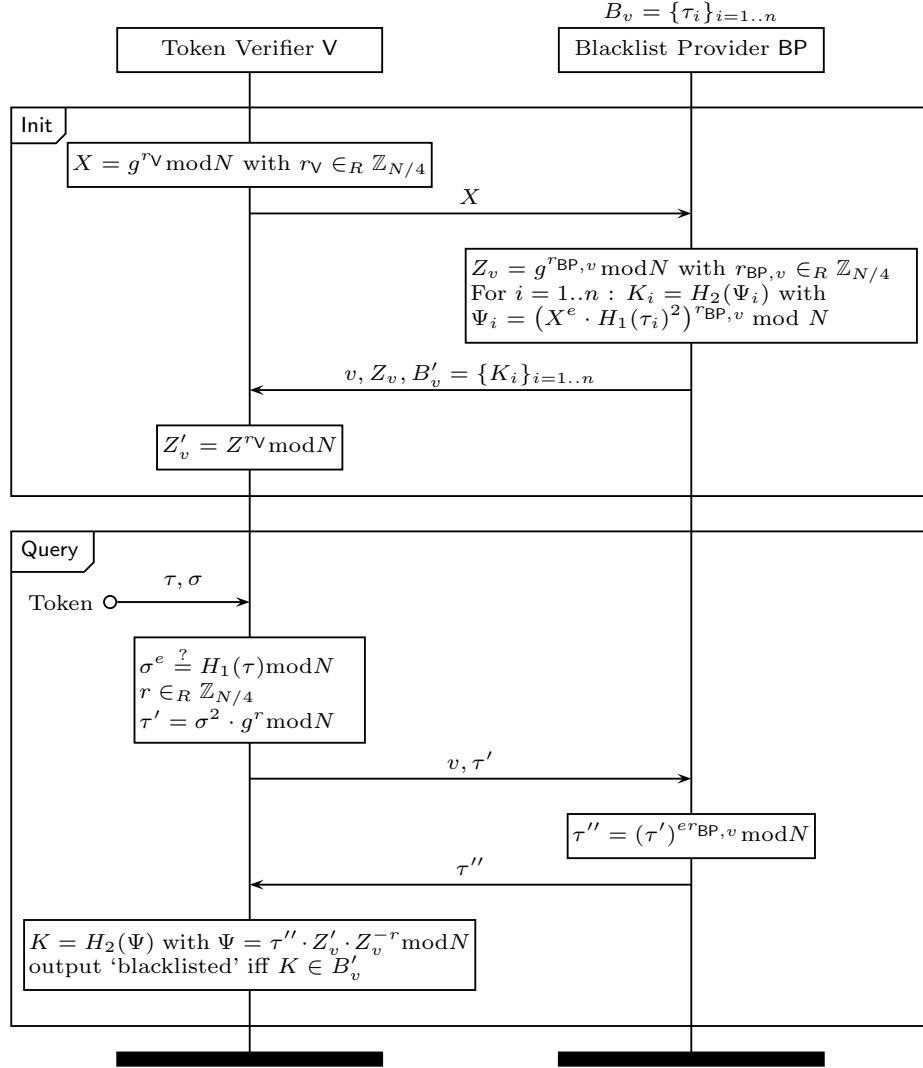 B_v = {τ_i}_{i=1..n}
Token Verifier V
Blacklist Provider BP
Init
X = g^{r_V} mod N with r_V ∈_R ℤ_{N/4}
X
Z_v = g^{r_{BP,v}} mod N with r_{BP,v} ∈_R ℤ_{N/4}
For i = 1..n : K_i = H_2(Ψ_i) with
Ψ_i = (X^e · H_1(τ_i)^2)^{r_{BP,v}} mod N
v, Z_v, B′_v = {K_i}_{i=1..n}
Z′_v = Z^{r_V} mod N
Query
τ, σ
Token
σ^e ≟ H_1(τ) mod N
r ∈_R ℤ_{N/4}
τ′ = σ^2 · g^r mod N
v, τ′
τ′′ = (τ′)^{e r_{BP,v}} mod N
τ′′
K = H_2(Ψ) with Ψ = τ′′ · Z′_v · Z_v^{−r} mod N
output ‘blacklisted’ iff K ∈ B′_v